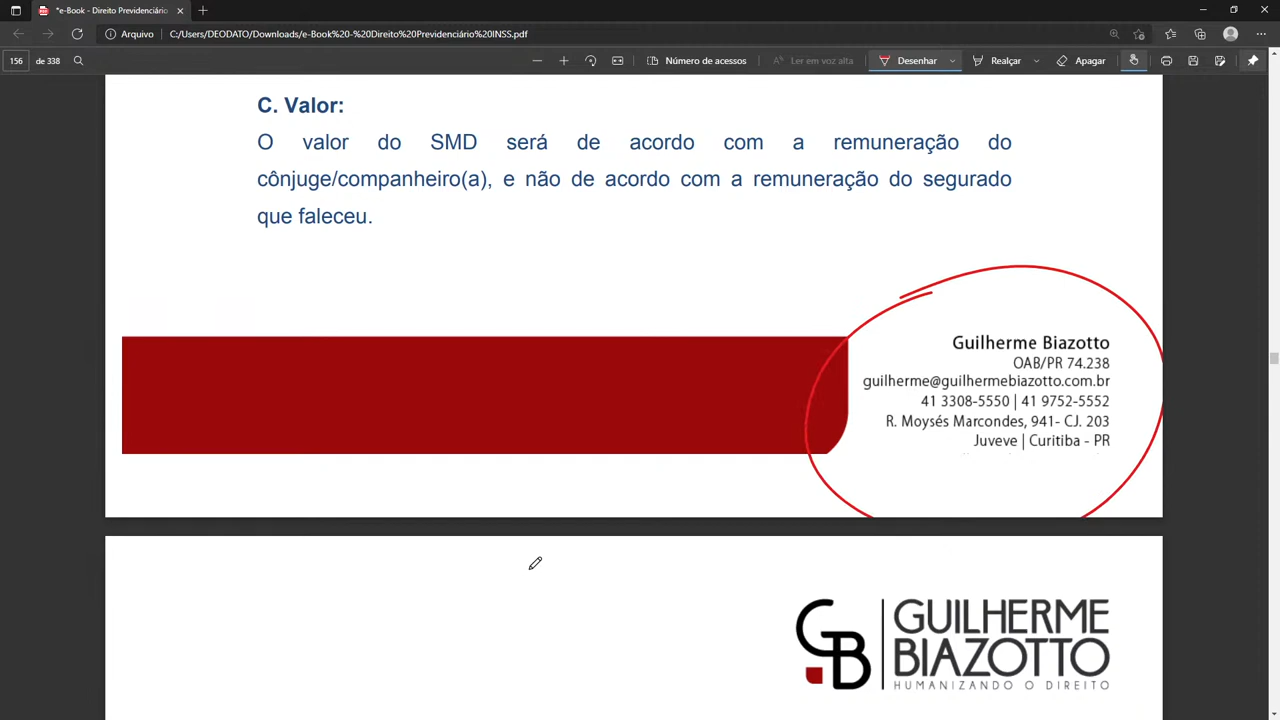 *e-Book - Direito Previdenciário
Arquivo
C:/Users/DEODATO/Downloads/e-Book%20-%20Direito%20Previdenciário%20INSS.pdf
156
de 338
Número de acessos
Ler em voz alta
Desenhar
Realçar
Apagar
C. Valor:
O valor do SMD será de acordo com a remuneração do
cônjuge/companheiro(a), e não de acordo com a remuneração do segurado
que faleceu.
Guilherme Biazotto
OAB/PR 74.238
guilherme@guilhermebiazotto.com.br
41 3308-5550 | 41 9752-5552
R. Moysés Marcondes, 941- CJ. 203
Juveve | Curitiba - PR
GB
GUILHERME
BIAZOTTO
HUMANIZANDO O DIREITO